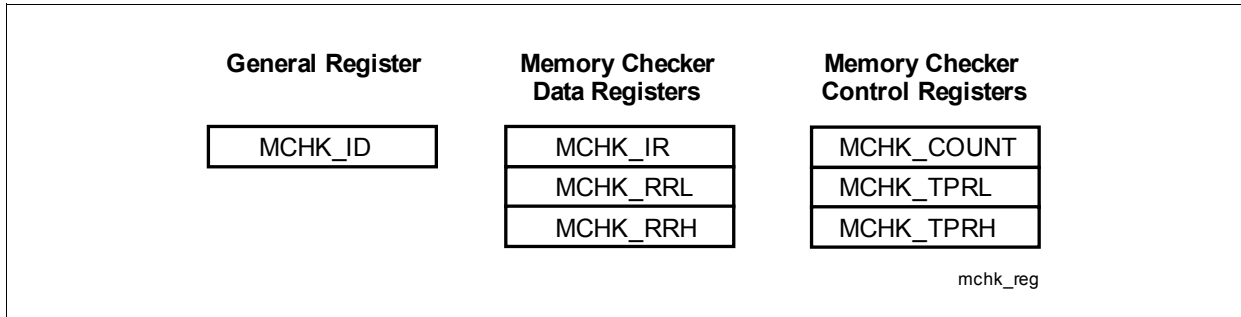 General Register
MCHK_ID
Memory Checker
Data Registers
MCHK_IR
MCHK_RRL
MCHK_RRH
Memory Checker
Control Registers
MCHK_COUNT
MCHK_TPRL
MCHK_TPRH
mchk_reg